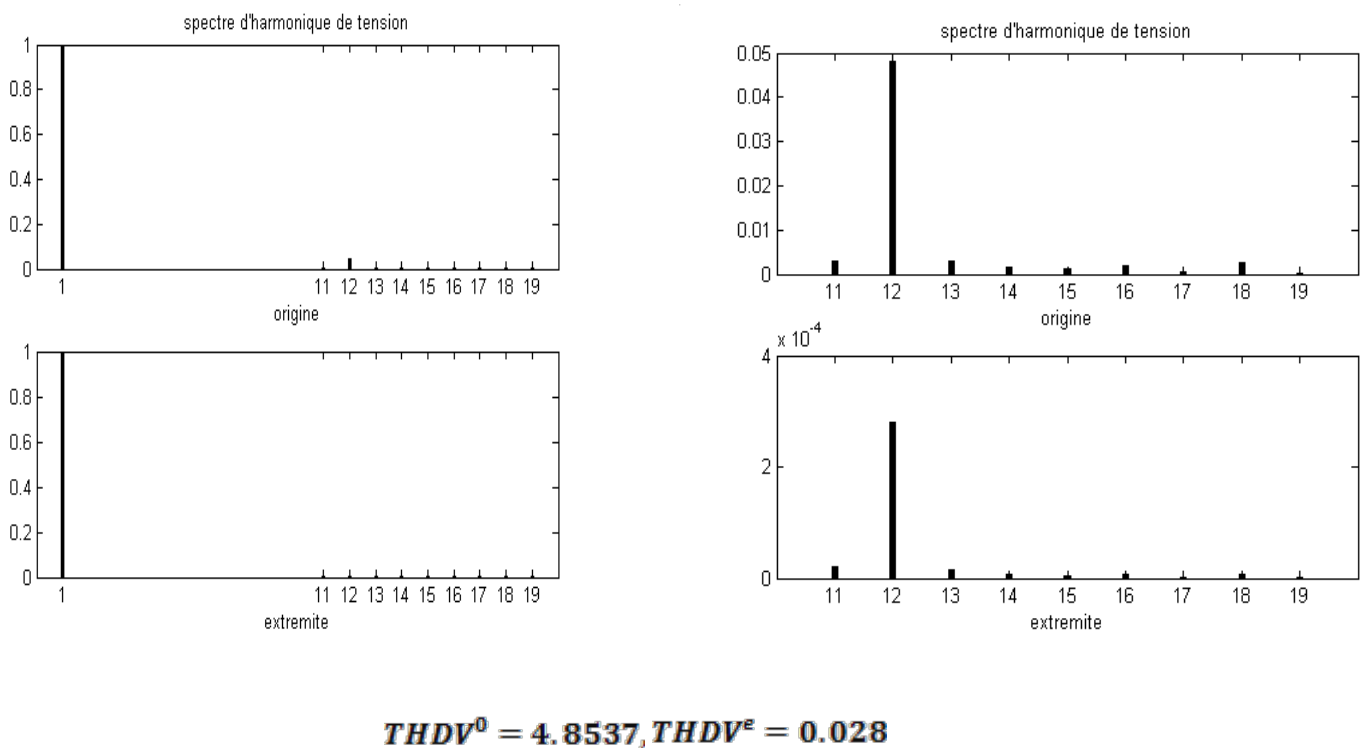 spectre d'harmonique de tension
1
0.8
0.6
0.4
0.2
0
1 11 12 13 14 15 16 17 18 19
origine
1
0.8
0.6
0.4
0.2
0
1 11 12 13 14 15 16 17 18 19
extremite
spectre d'harmonique de tension
0.05
0.04
0.03
0.02
0.01
0
11 12 13 14 15 16 17 18 19
origine
x 10⁻⁴
4
2
0
11 12 13 14 15 16 17 18 19
extremite
THDV⁰ = 4.8537, THDVᵉ = 0.028